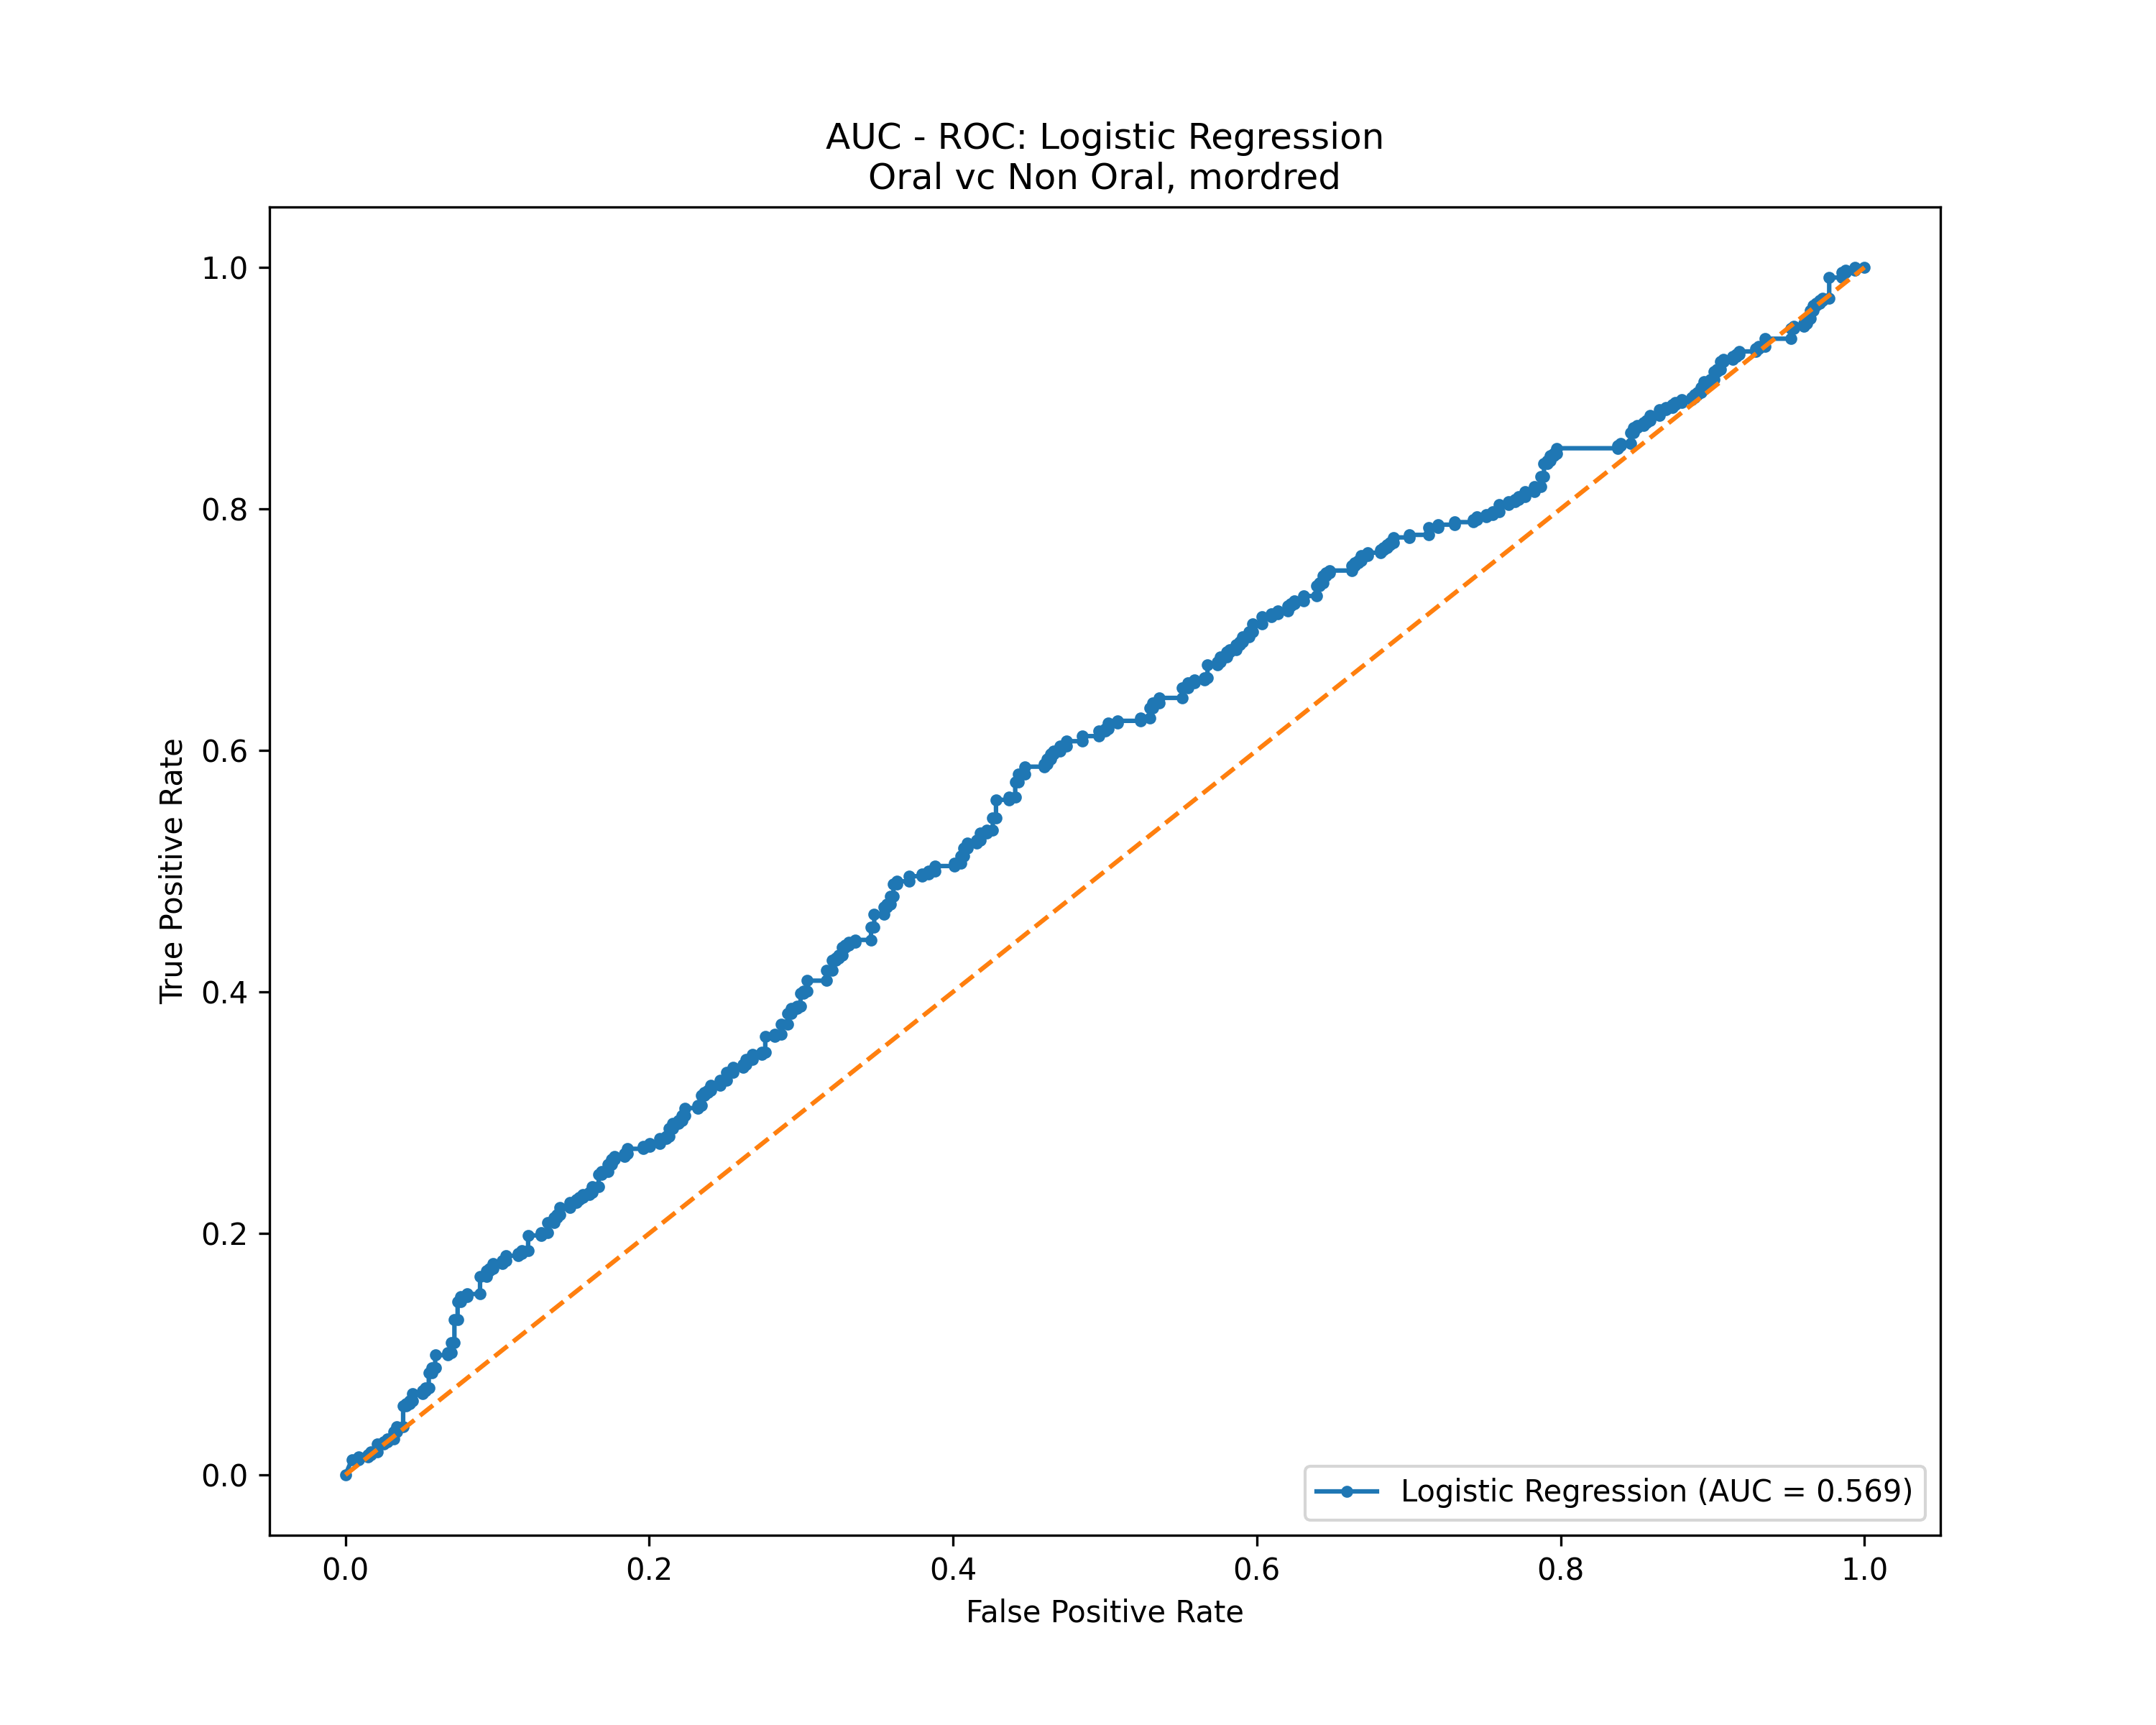 AUC - ROC: Logistic Regression
Oral vc Non Oral, mordred
True Positive Rate
1.0
0.8
0.6
0.4
0.2
0.0
Logistic Regression (AUC = 0.569)
0.0 0.2 0.4 0.6 0.8 1.0
False Positive Rate